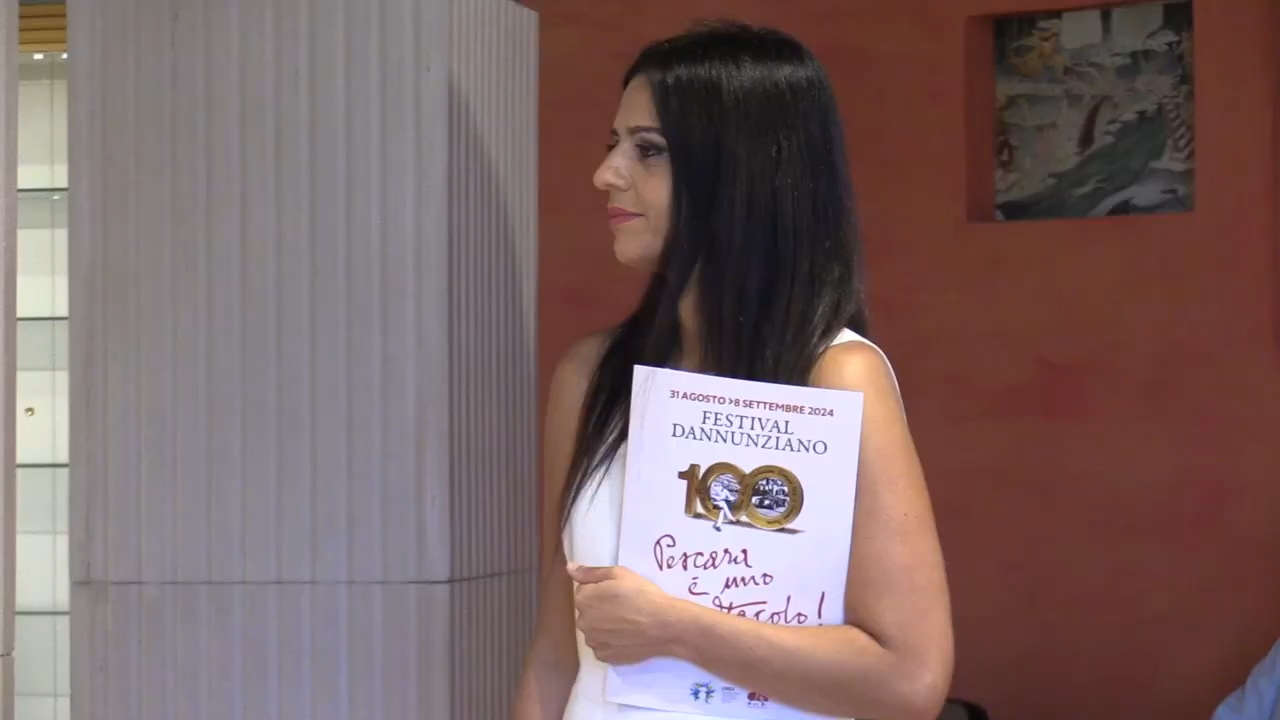 31 AGOSTO > 8 SETTEMBRE 2024
FESTIVAL
DANNUNZIANO
100
Pescara
è uno
!